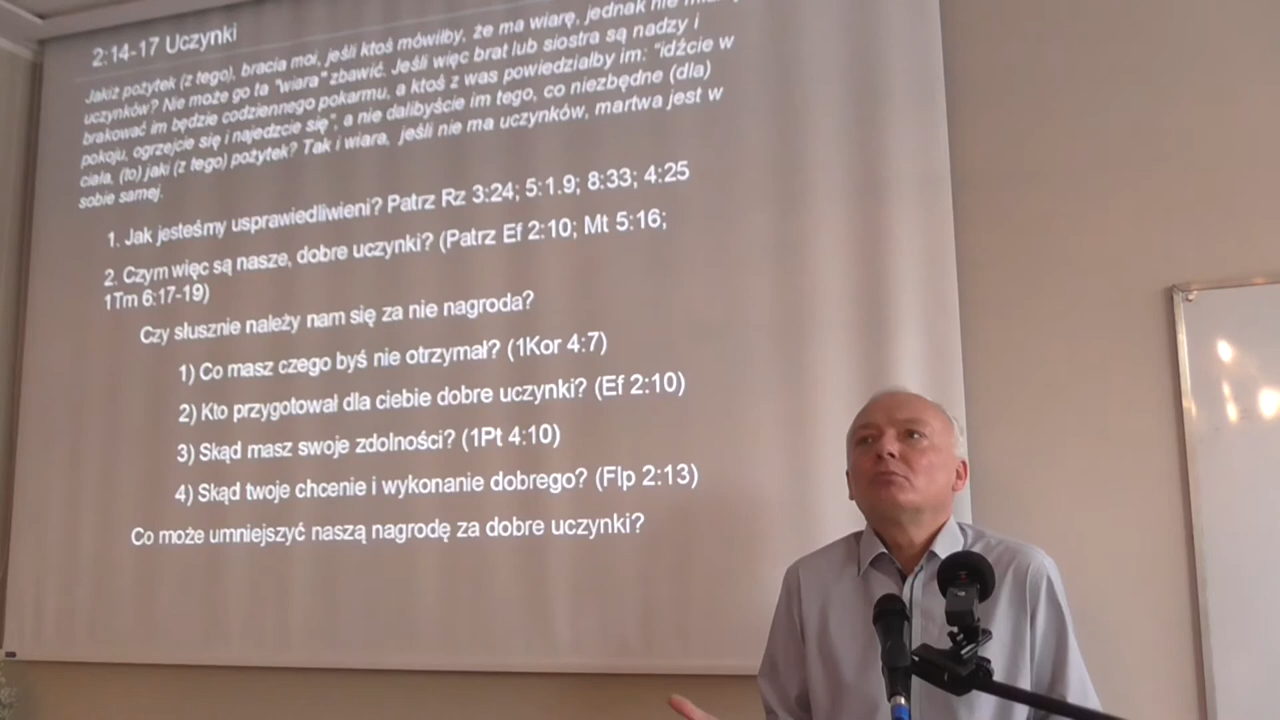 2:14-17 Uczynki
Jakiż pożytek (z tego), bracia moi, jeśli ktoś mówiłby, że ma wiarę, jednak nie
uczynków? Nie może go ta "wiara" zbawić. Jeśli więc brat lub siostra są nadzy i
brakować im będzie codziennego pokarmu, a ktoś z was powiedziałby im: "idźcie w
pokoju, ogrzejcie się i najedzcie się", a nie dalibyście im tego, co niezbędne (dla)
ciała, (to) jaki (z tego) pożytek? Tak i wiara, jeśli nie ma uczynków, martwa jest w
sobie samej.
1. Jak jesteśmy usprawiedliwieni? Patrz Rz 3:24; 5:1.9; 8:33; 4:25
2. Czym więc są nasze, dobre uczynki? (Patrz Ef 2:10; Mt 5:16;
1Tm 6:17-19)
Czy słusznie należy nam się za nie nagroda?
1) Co masz czego byś nie otrzymał? (1Kor 4:7)
2) Kto przygotował dla ciebie dobre uczynki? (Ef 2:10)
3) Skąd masz swoje zdolności? (1Pt 4:10)
4) Skąd twoje chcenie i wykonanie dobrego? (Flp 2:13)
Co może umniejszyć naszą nagrodę za dobre uczynki?